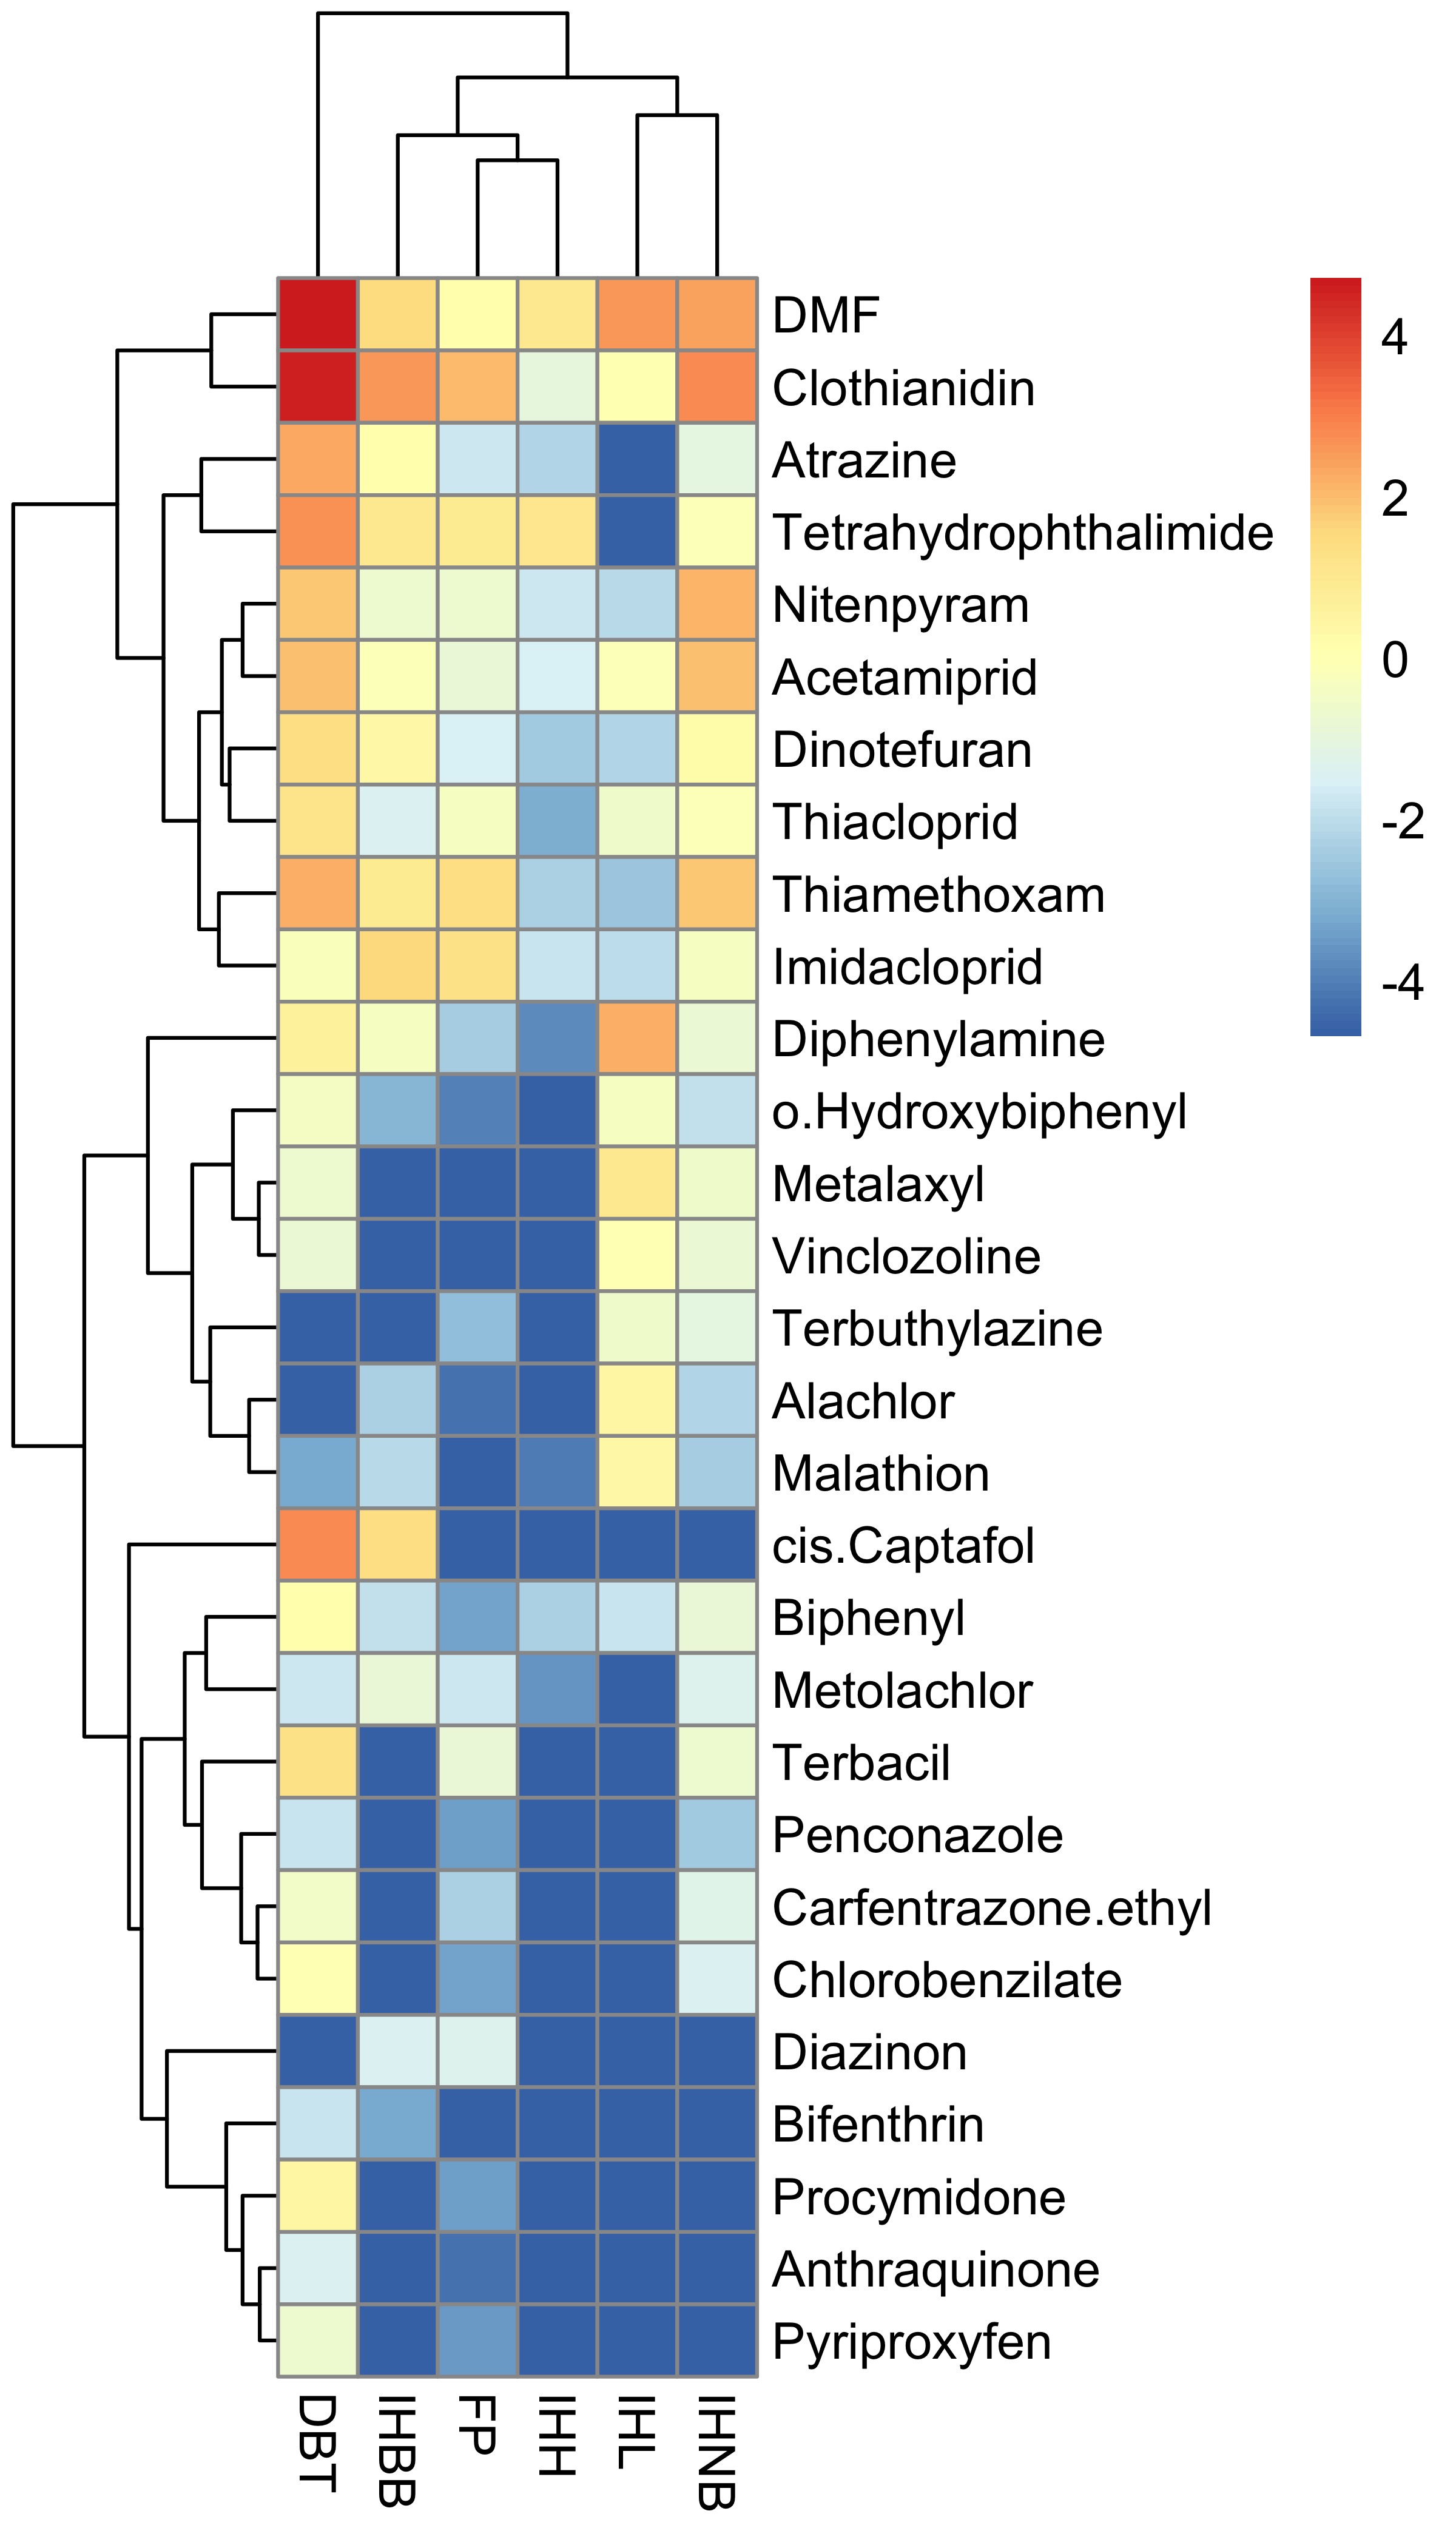 DMF
Clothianidin
Atrazine
Tetrahydrophthalimide
Nitenpyram
Acetamiprid
Dinotefuran
Thiacloprid
Thiamethoxam
Imidacloprid
Diphenylamine
o.Hydroxybiphenyl
Metalaxyl
Vinclozoline
Terbuthylazine
Alachlor
Malathion
cis.Captafol
Biphenyl
Metolachlor
Terbacil
Penconazole
Carfentrazone.ethyl
Chlorobenzilate
Diazinon
Bifenthrin
Procymidone
Anthraquinone
Pyriproxyfen
DBT
IHBB
FP
IHH
IHL
IHNB
4
2
0
-2
-4